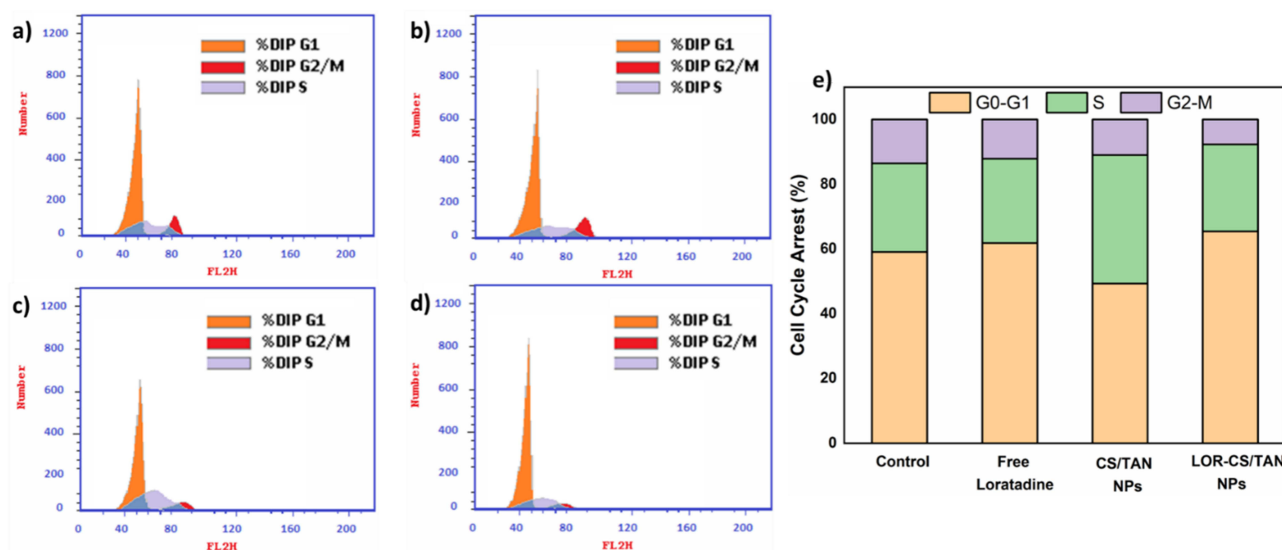 a)
1200
800
600
400
200
0
Number
%DIP G1
%DIP G2/M
%DIP S
0
40
80
120
160
200
FL2H
b)
1200
800
600
400
200
0
Number
%DIP G1
%DIP G2/M
%DIP S
0
40
80
120
160
200
FL2H
c)
1200
800
600
400
200
0
Number
%DIP G1
%DIP G2/M
%DIP S
0
40
80
120
160
200
FL2H
d)
1200
800
600
400
200
0
Number
%DIP G1
%DIP G2/M
%DIP S
0
40
80
120
160
200
FL2H
e)
G0-G1 S G2-M
100
80
60
40
20
0
Cell Cycle Arrest (%)
Control
Free
Loratadine
CS/TAN
NPs
LOR-CS/TAN
NPs